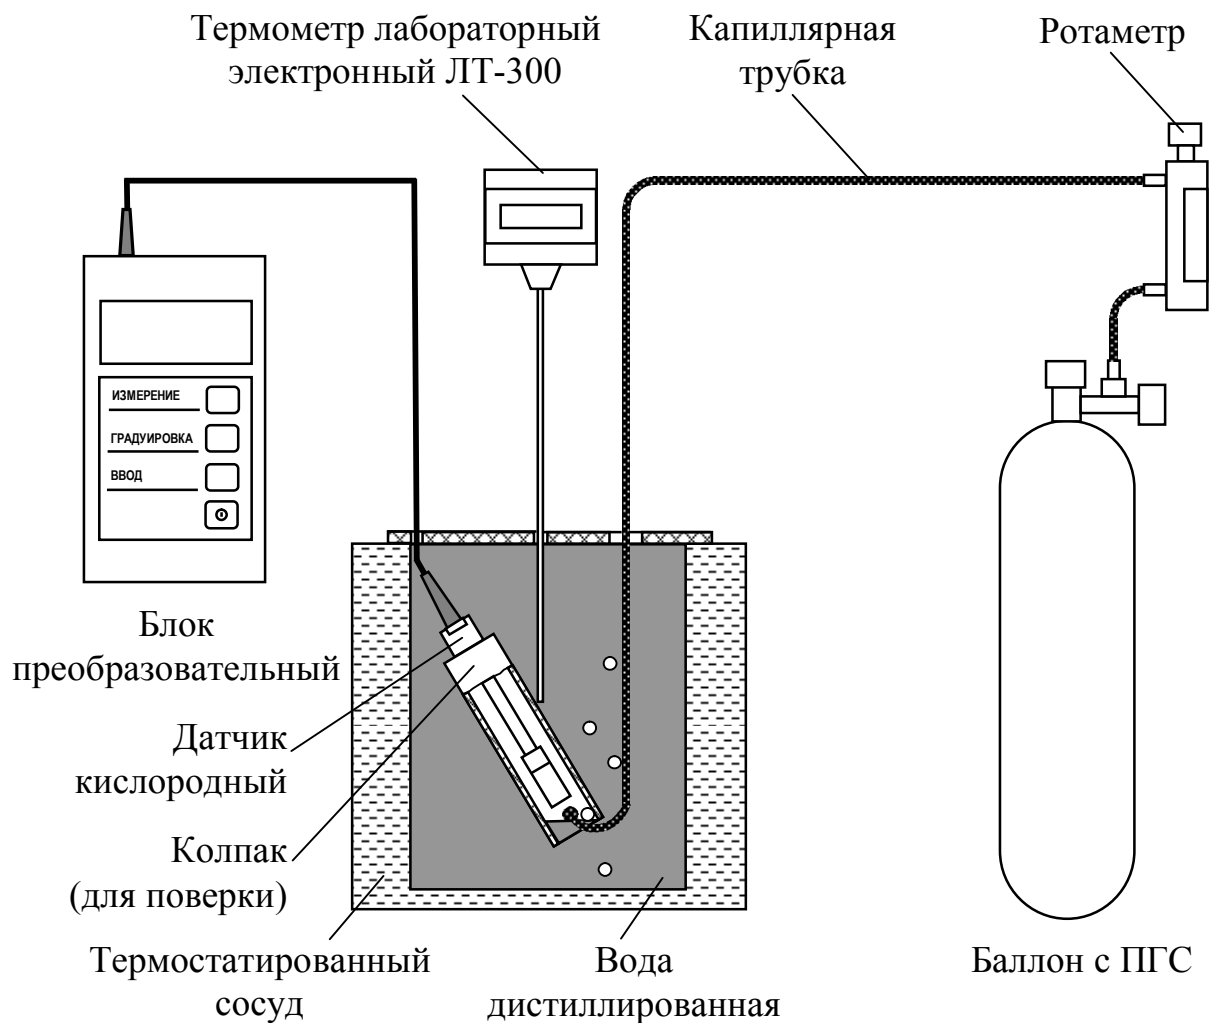 Термометр лабораторный
электронный ЛТ-300
Капиллярная
трубка
Ротаметр
ИЗМЕРЕНИЕ
ГРАДУИРОВКА
ВВОД
Блок
преобразовательный
Датчик
кислородный
Колпак
(для поверки)
Термостатированный
сосуд
Вода
дистиллированная
Баллон с ПГС